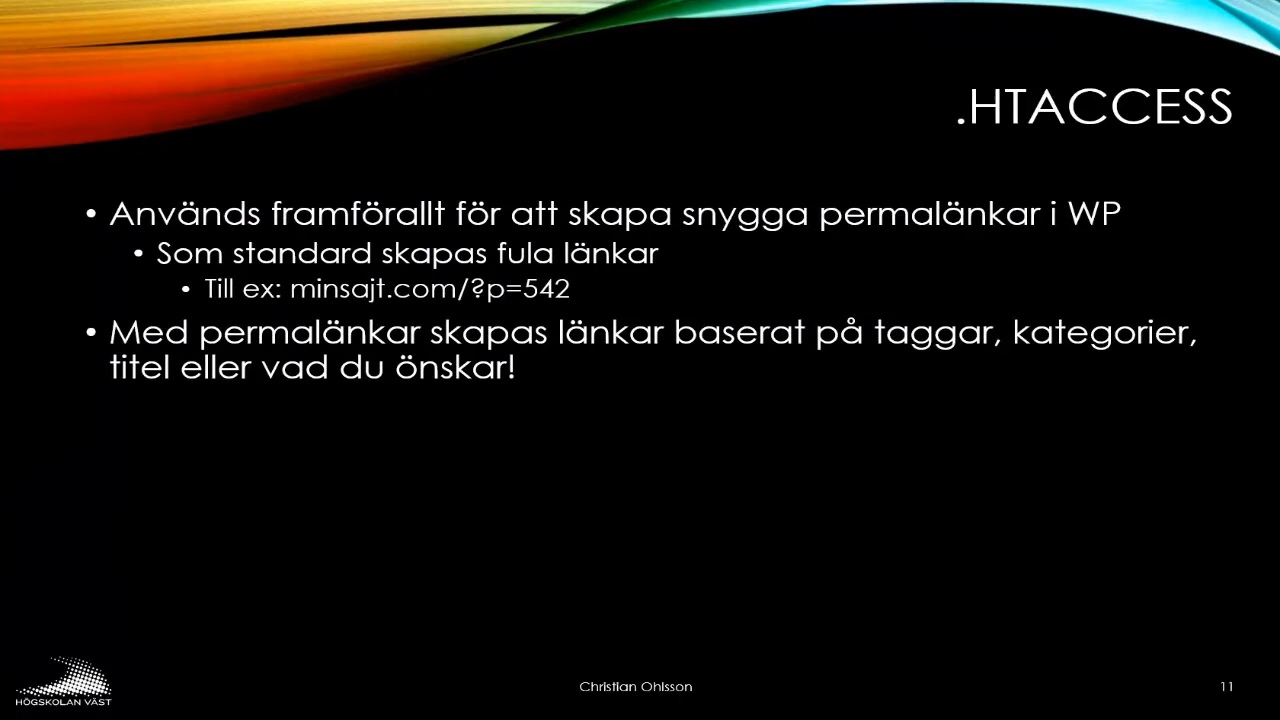 .HTACCESS
• Används framförallt för att skapa snygga permalänkar i WP
• Som standard skapas fula länkar
• Till ex: minsajt.com/?p=542
• Med permalänkar skapas länkar baserat på taggar, kategorier,
titel eller vad du önskar!
HÖGSKOLAN VÄST
Christian Ohlsson
11